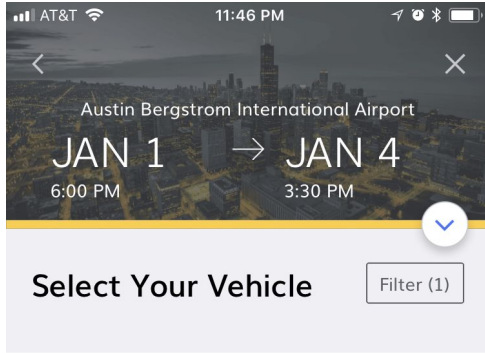 AT&T 11:46 PM
Austin Bergstrom International Airport
JAN 1 → JAN 4
6:00 PM 3:30 PM
Select Your Vehicle Filter (1)